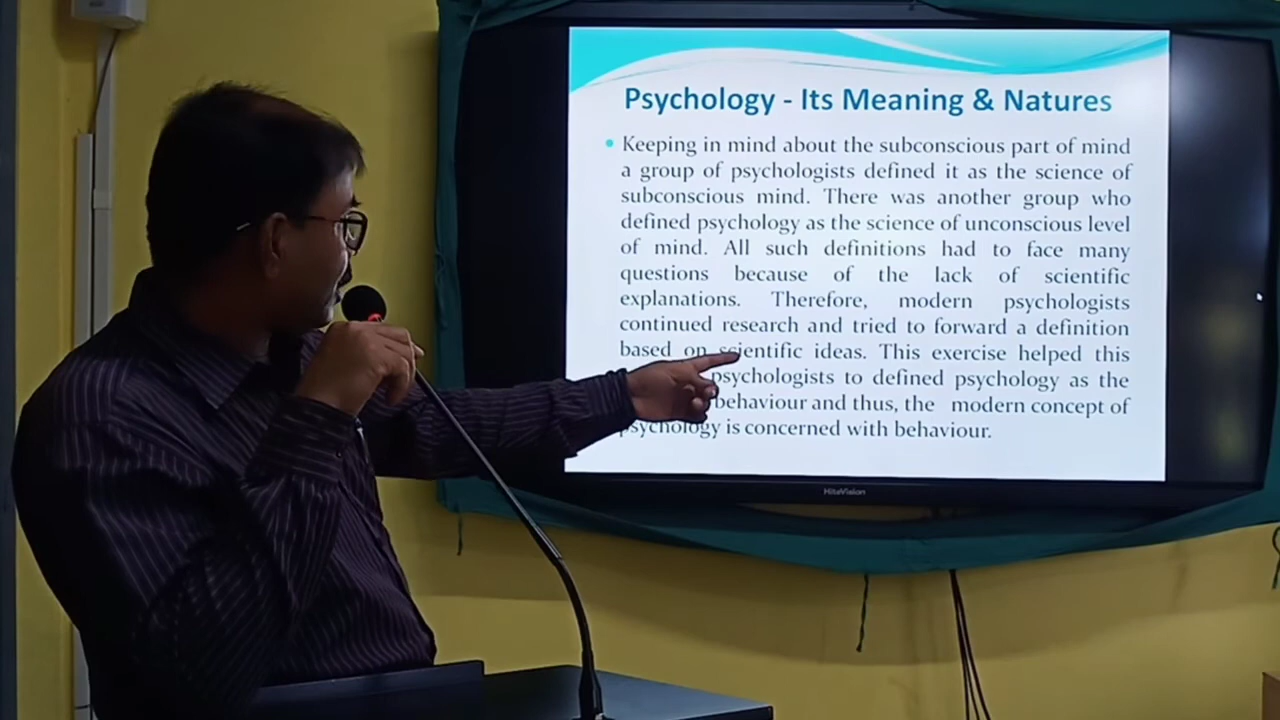 Psychology - Its Meaning & Natures
• Keeping in mind about the subconscious part of mind
a group of psychologists defined it as the science of
subconscious mind. There was another group who
defined psychology as the science of unconscious level
of mind. All such definitions had to face many
questions because of the lack of scientific
explanations. Therefore, modern psychologists
continued research and tried to forward a definition
based on scientific ideas. This exercise helped this
psychologists to defined psychology as the
behaviour and thus, the modern concept of
psychology is concerned with behaviour.
HiteVision